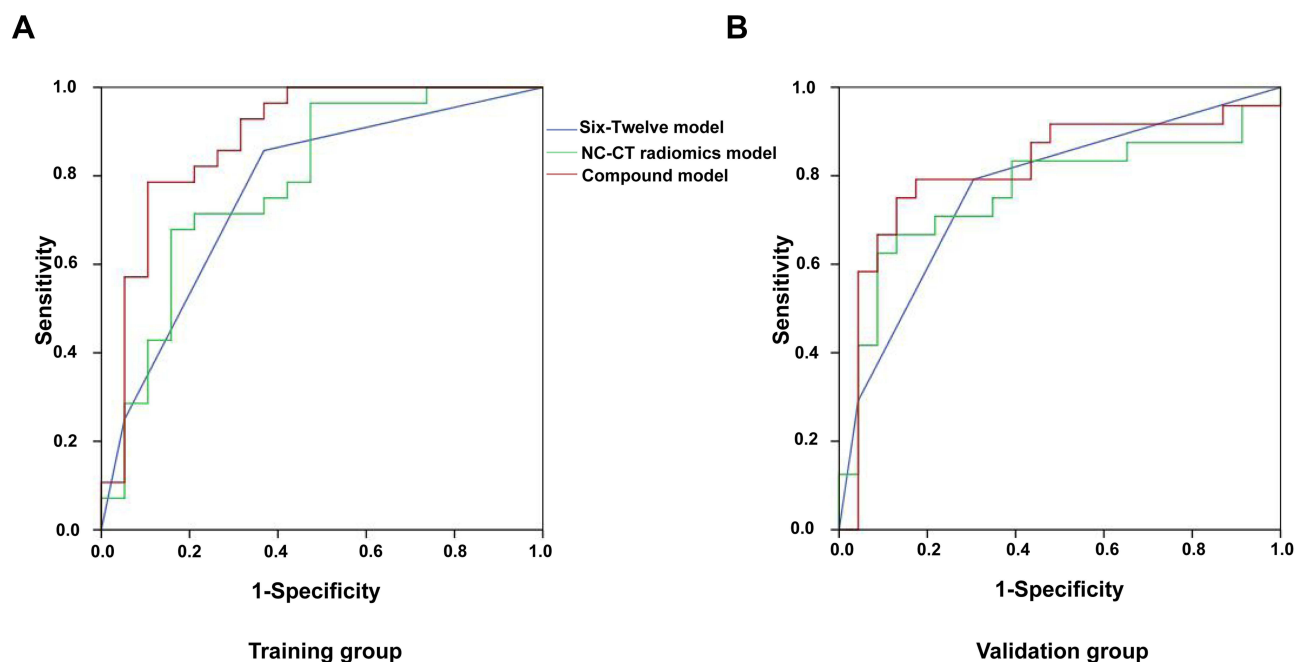 A
B
1.0
0.8
0.6
0.4
0.2
0.0
Sensitivity
0.0 0.2 0.4 0.6 0.8 1.0
1-Specificity
Training group
Six-Twelve model
NC-CT radiomics model
Compound model
1.0
0.8
0.6
0.4
0.2
0.0
Sensitivity
0.0 0.2 0.4 0.6 0.8 1.0
1-Specificity
Validation group